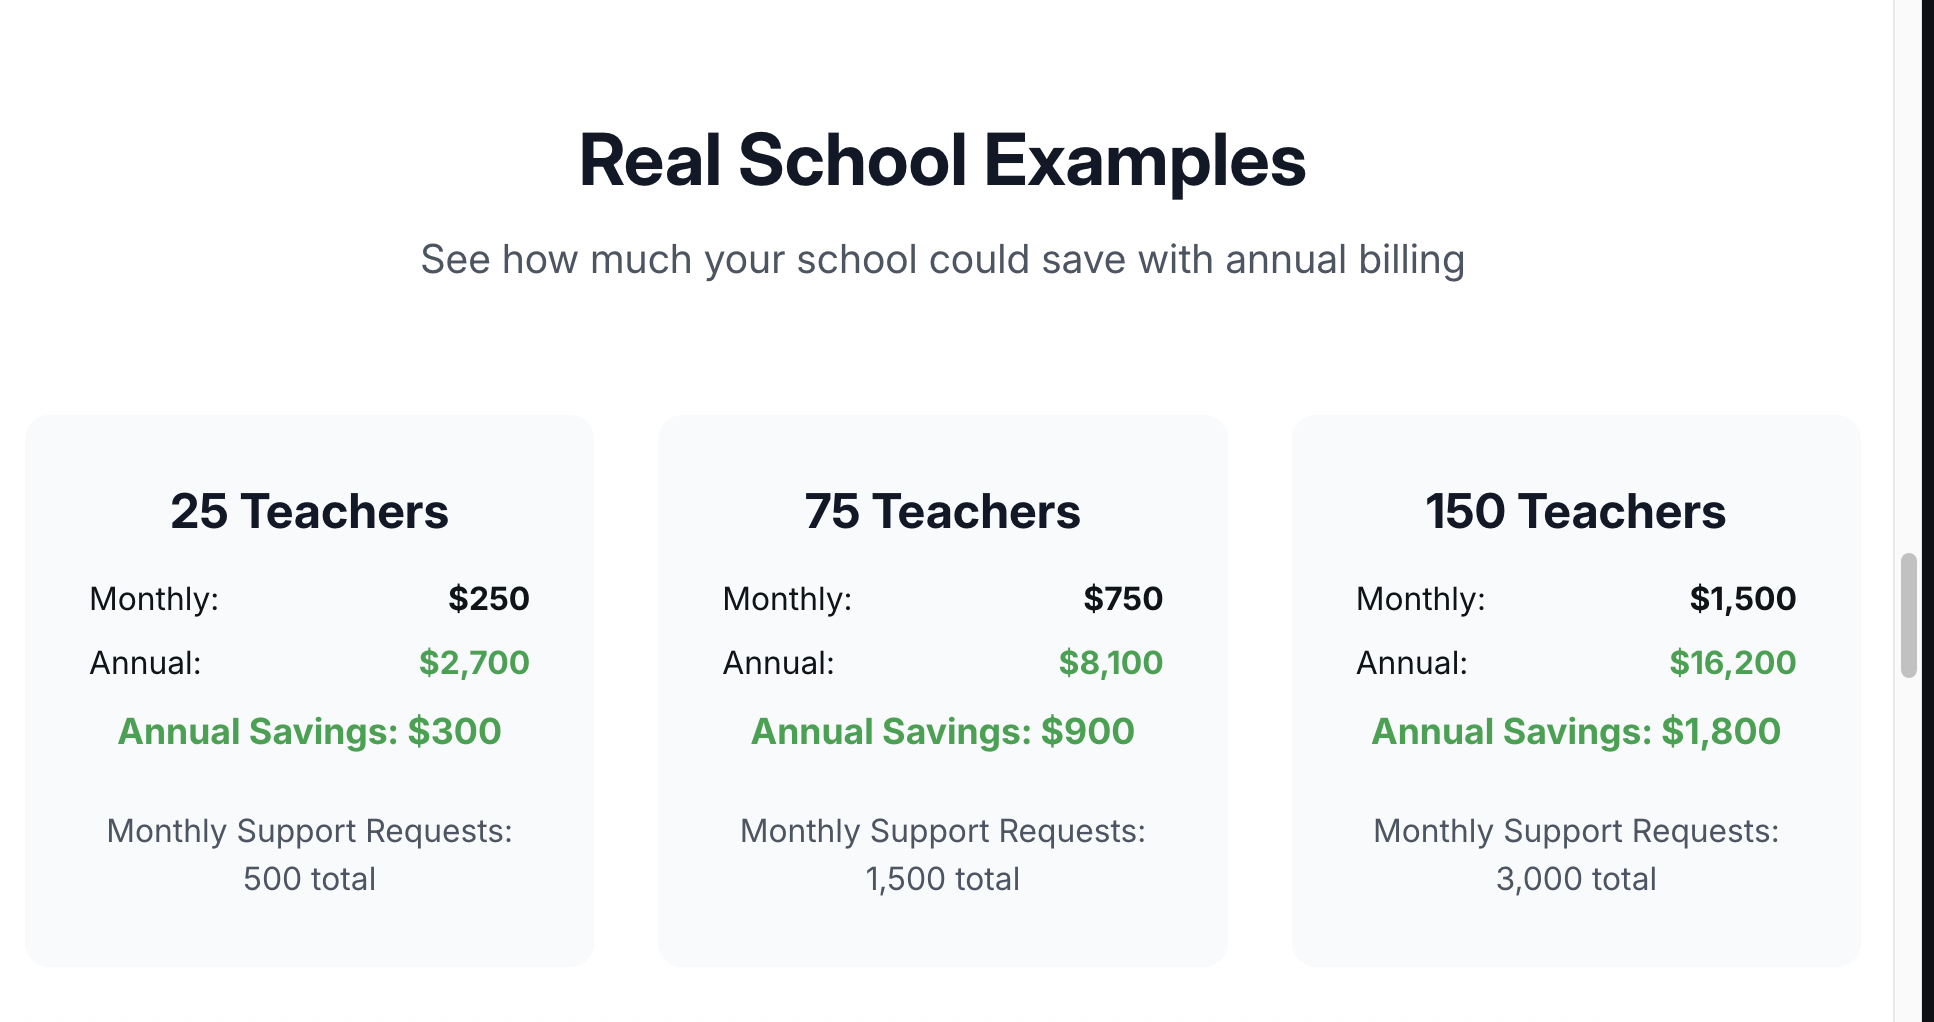 Real School Examples
See how much your school could save with annual billing
25 Teachers
Monthly: $250
Annual: $2,700
Annual Savings: $300
Monthly Support Requests:
500 total
75 Teachers
Monthly: $750
Annual: $8,100
Annual Savings: $900
Monthly Support Requests:
1,500 total
150 Teachers
Monthly: $1,500
Annual: $16,200
Annual Savings: $1,800
Monthly Support Requests:
3,000 total